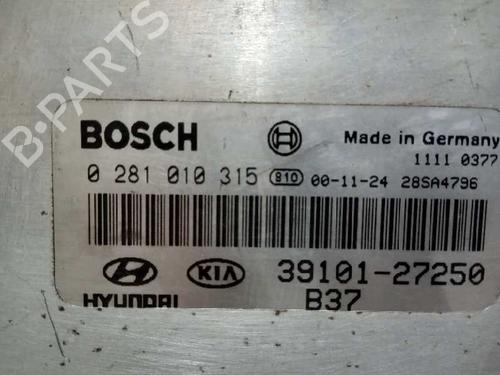 B-PARTS
BOSCH
Made in Germany
1111 0377
0 281 010 315 810 00-11-24 28SA4796
KIA 39101-27250
HYUNDAI B37